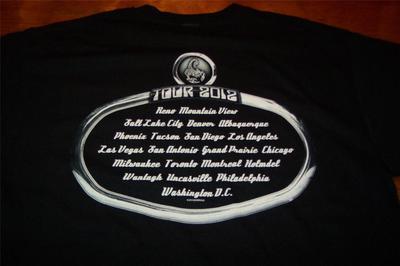 TOUR 2012
Reno Mountain View
Salt Lake City Denver Albuquerque
Phoenix Tucson San Diego Los Angeles
Las Vegas San Antonio Grand Prairie Chicago
Milwaukee Toronto Montreal Holmdel
Wantagh Uncasville Philadelphia
Washington D.C.